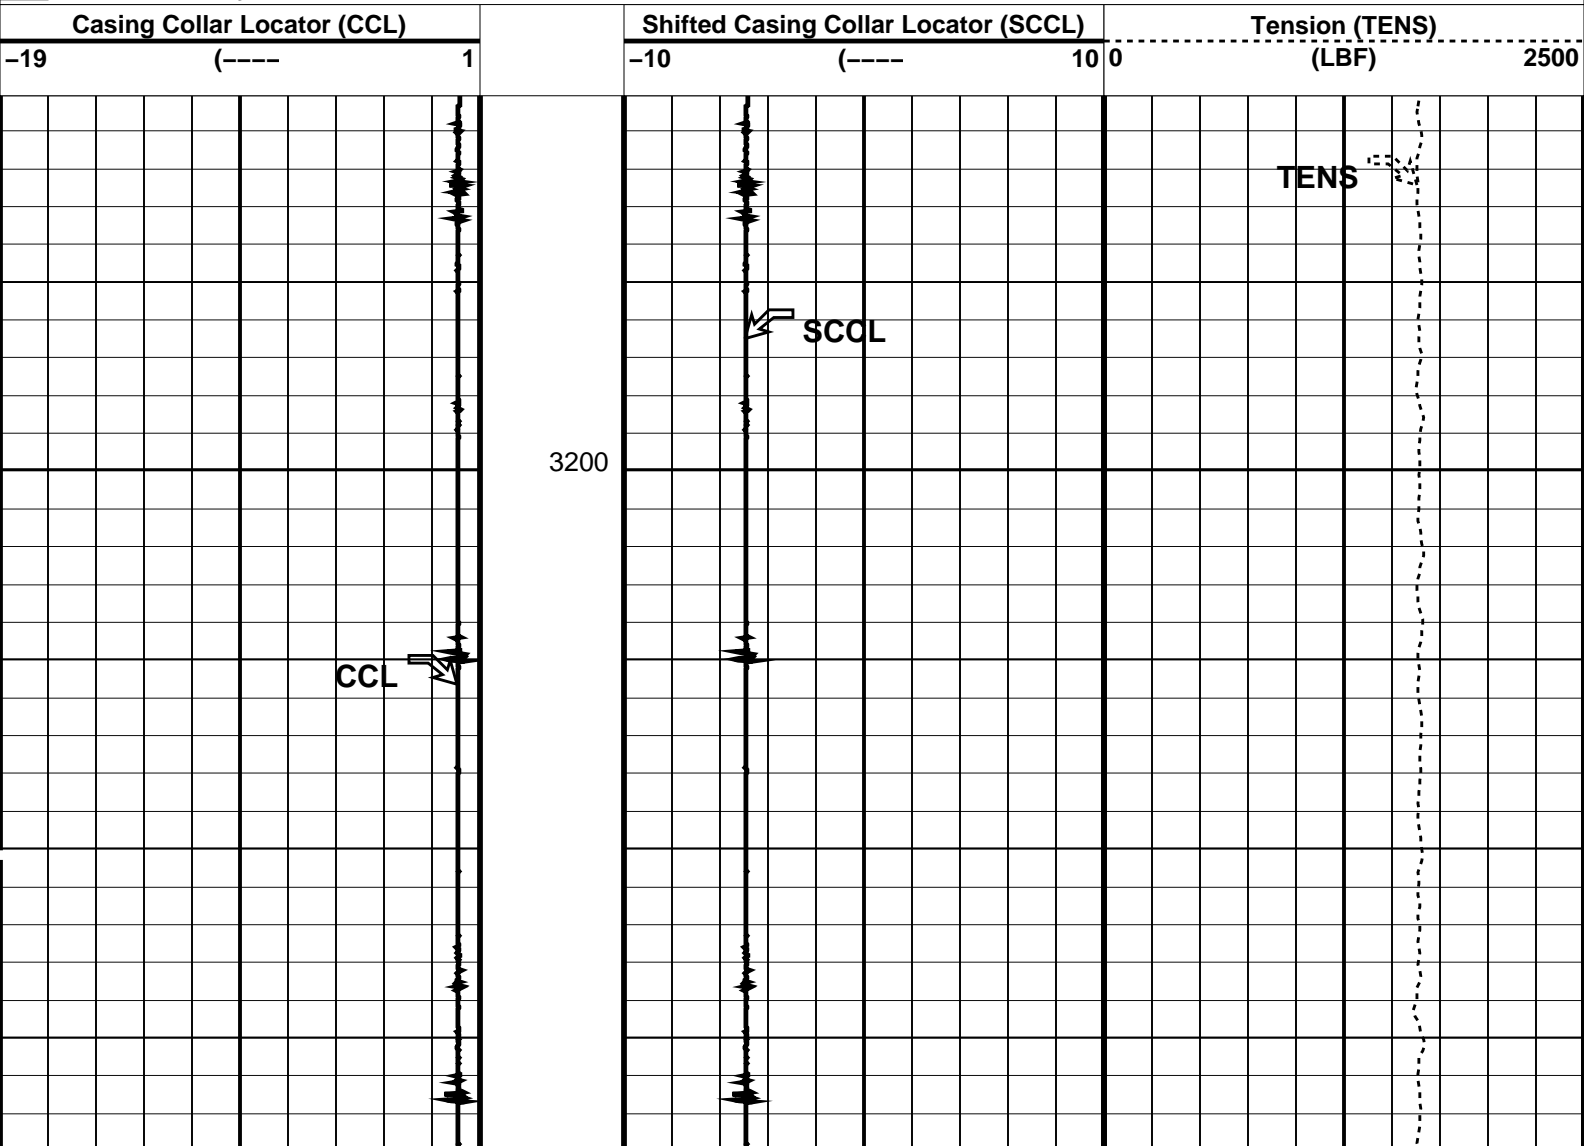 Casing Collar Locator (CCL) Shifted Casing Collar Locator (SCCL) Tension (TENS)
−19 (−−−− 1 −10 (−−−− 10 0 (LBF) 2500
TENS
SCCL
3200
CCL